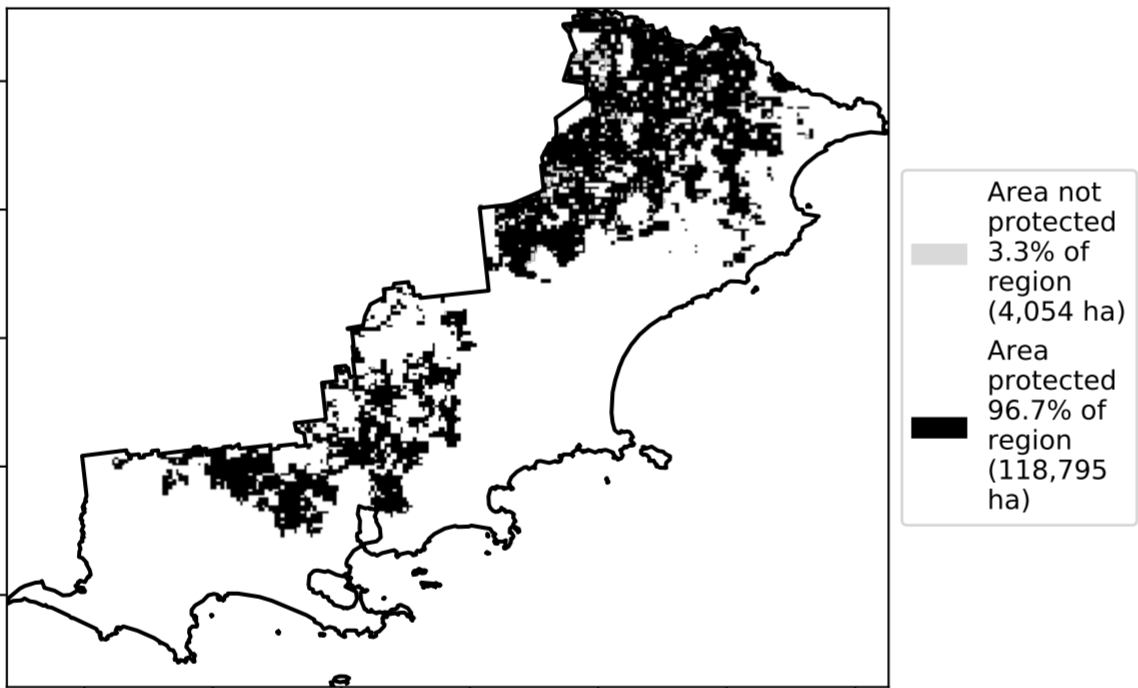 Area not
protected
3.3% of
region
(4,054 ha)
Area
protected
96.7% of
region
(118,795
ha)